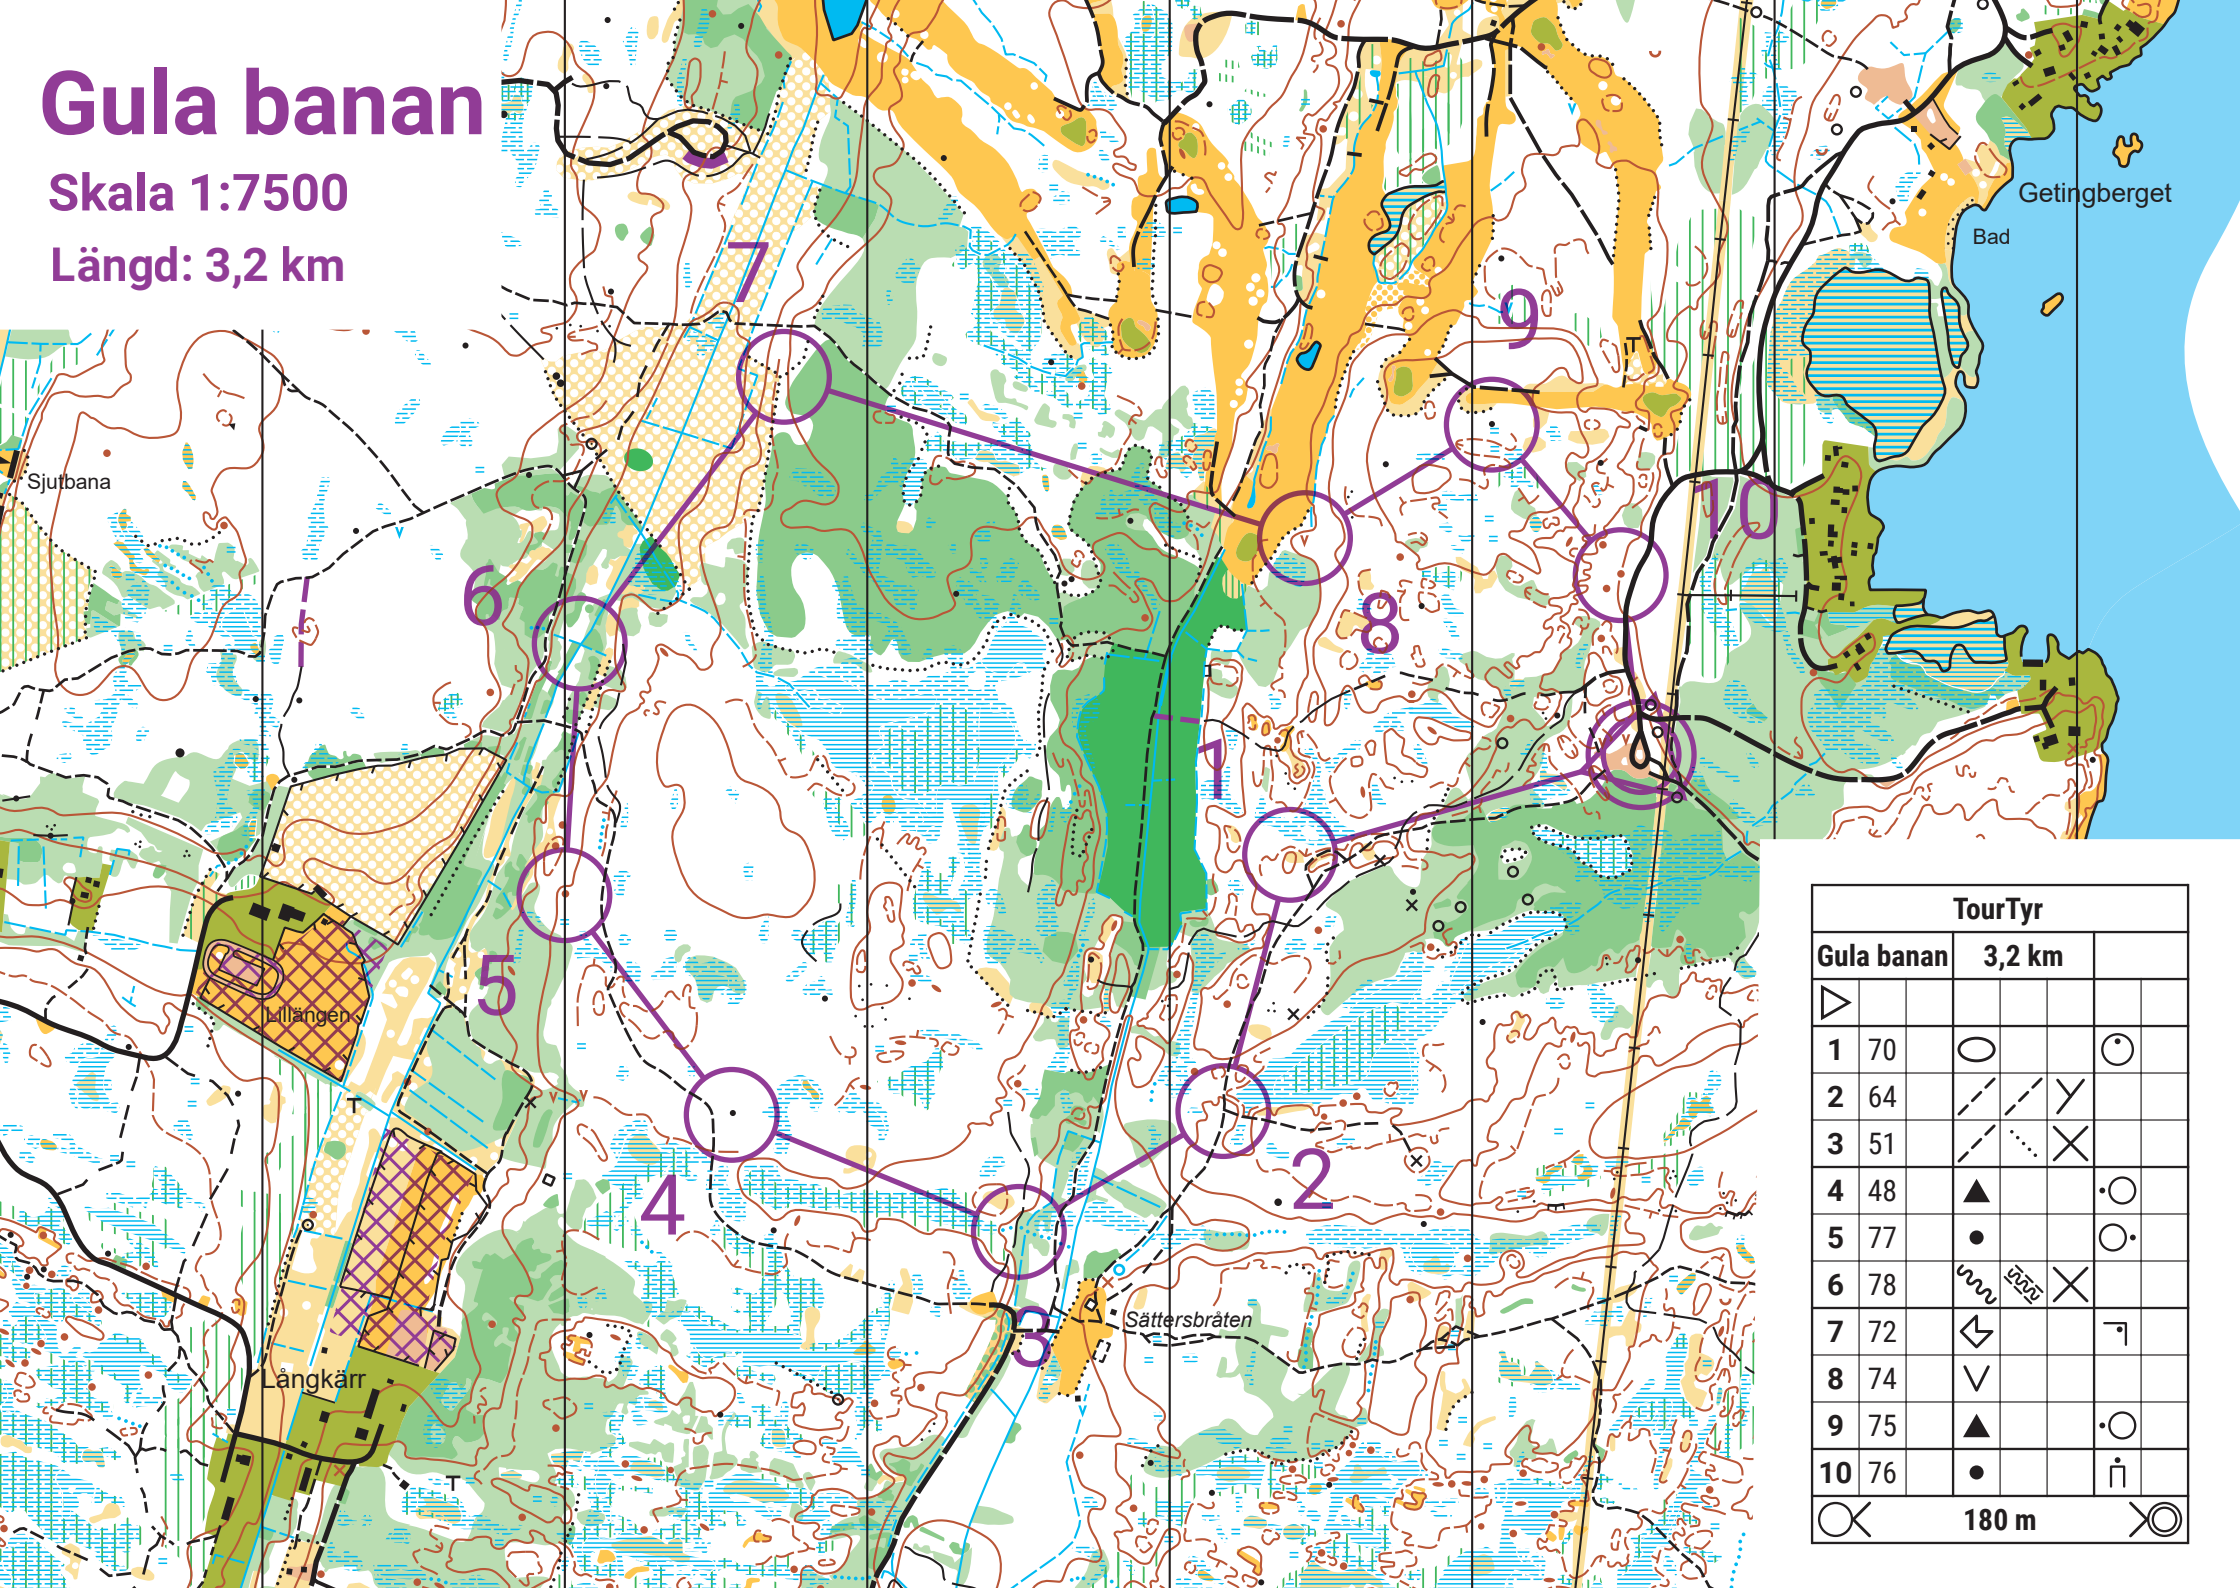 Gula banan
Skala 1:7500
Längd: 3,2 km
Getingberget
Bad
7
9
Sjutbana
10
6
8
1
5
Lillängen
4
2
3
Sättersbråten
Långkärr
TourTyr
Gula banan 3,2 km
1 70
2 64
3 51
4 48
5 77
6 78
7 72
8 74
9 75
10 76
180 m